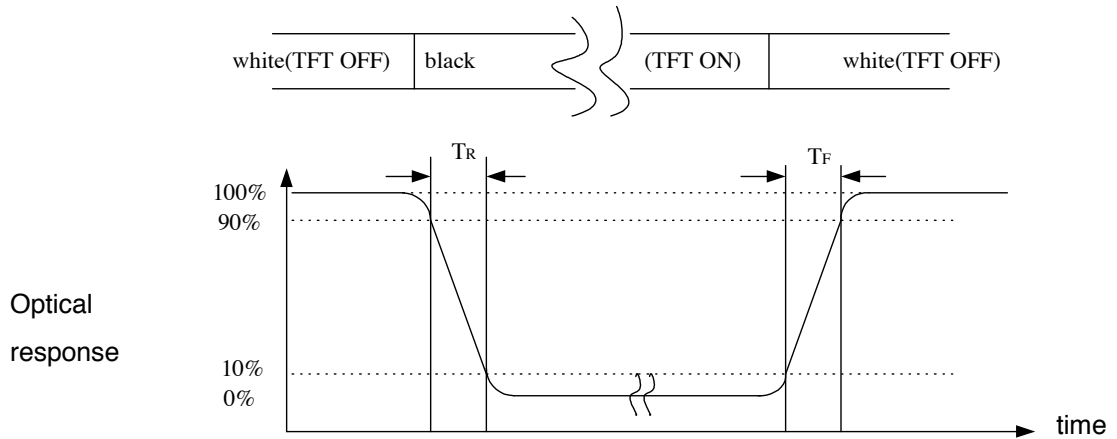 white(TFT OFF) black (TFT ON) white(TFT OFF)
TR TF
100%
90%
Optical
response
10%
0%
time